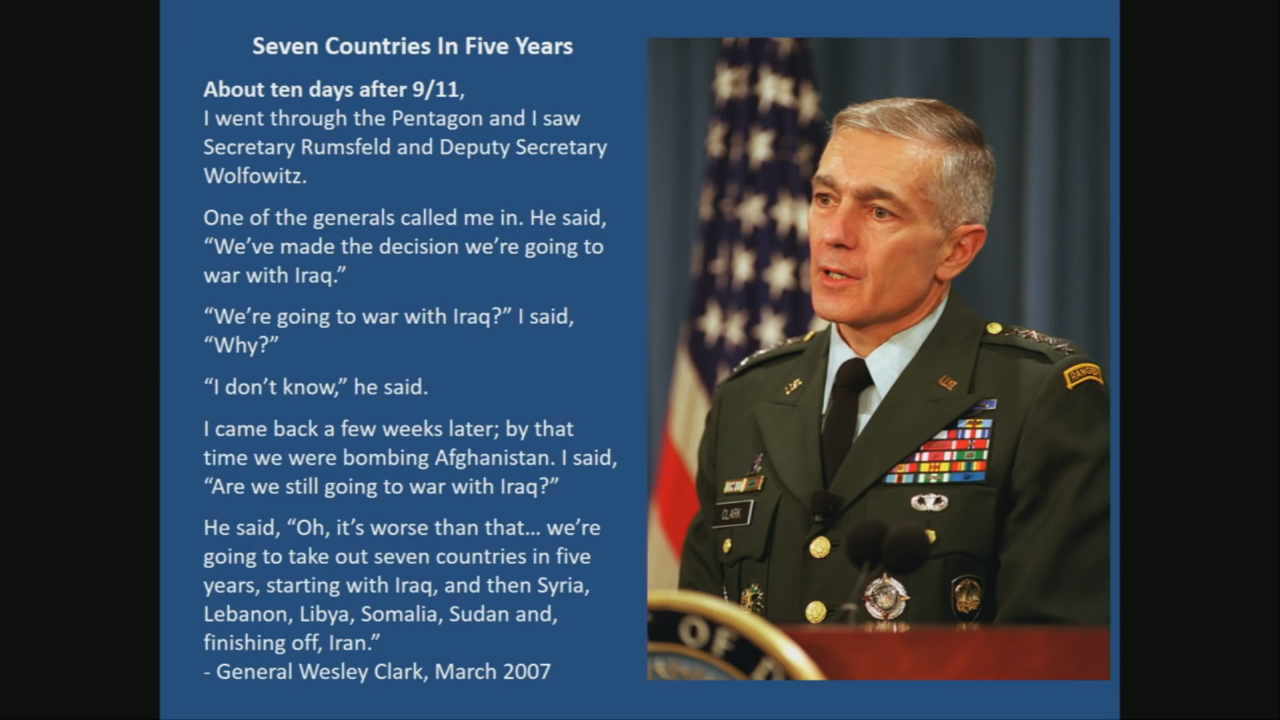 Seven Countries In Five Years
About ten days after 9/11,
I went through the Pentagon and I saw
Secretary Rumsfeld and Deputy Secretary
Wolfowitz.
One of the generals called me in. He said,
“We’ve made the decision we’re going to
war with Iraq.”
“We’re going to war with Iraq?” I said,
“Why?”
“I don’t know,” he said.
I came back a few weeks later; by that
time we were bombing Afghanistan. I said,
“Are we still going to war with Iraq?”
He said, “Oh, it’s worse than that... we’re
going to take out seven countries in five
years, starting with Iraq, and then Syria,
Lebanon, Libya, Somalia, Sudan and,
finishing off, Iran.”
- General Wesley Clark, March 2007
RANGER
CLARK
OF